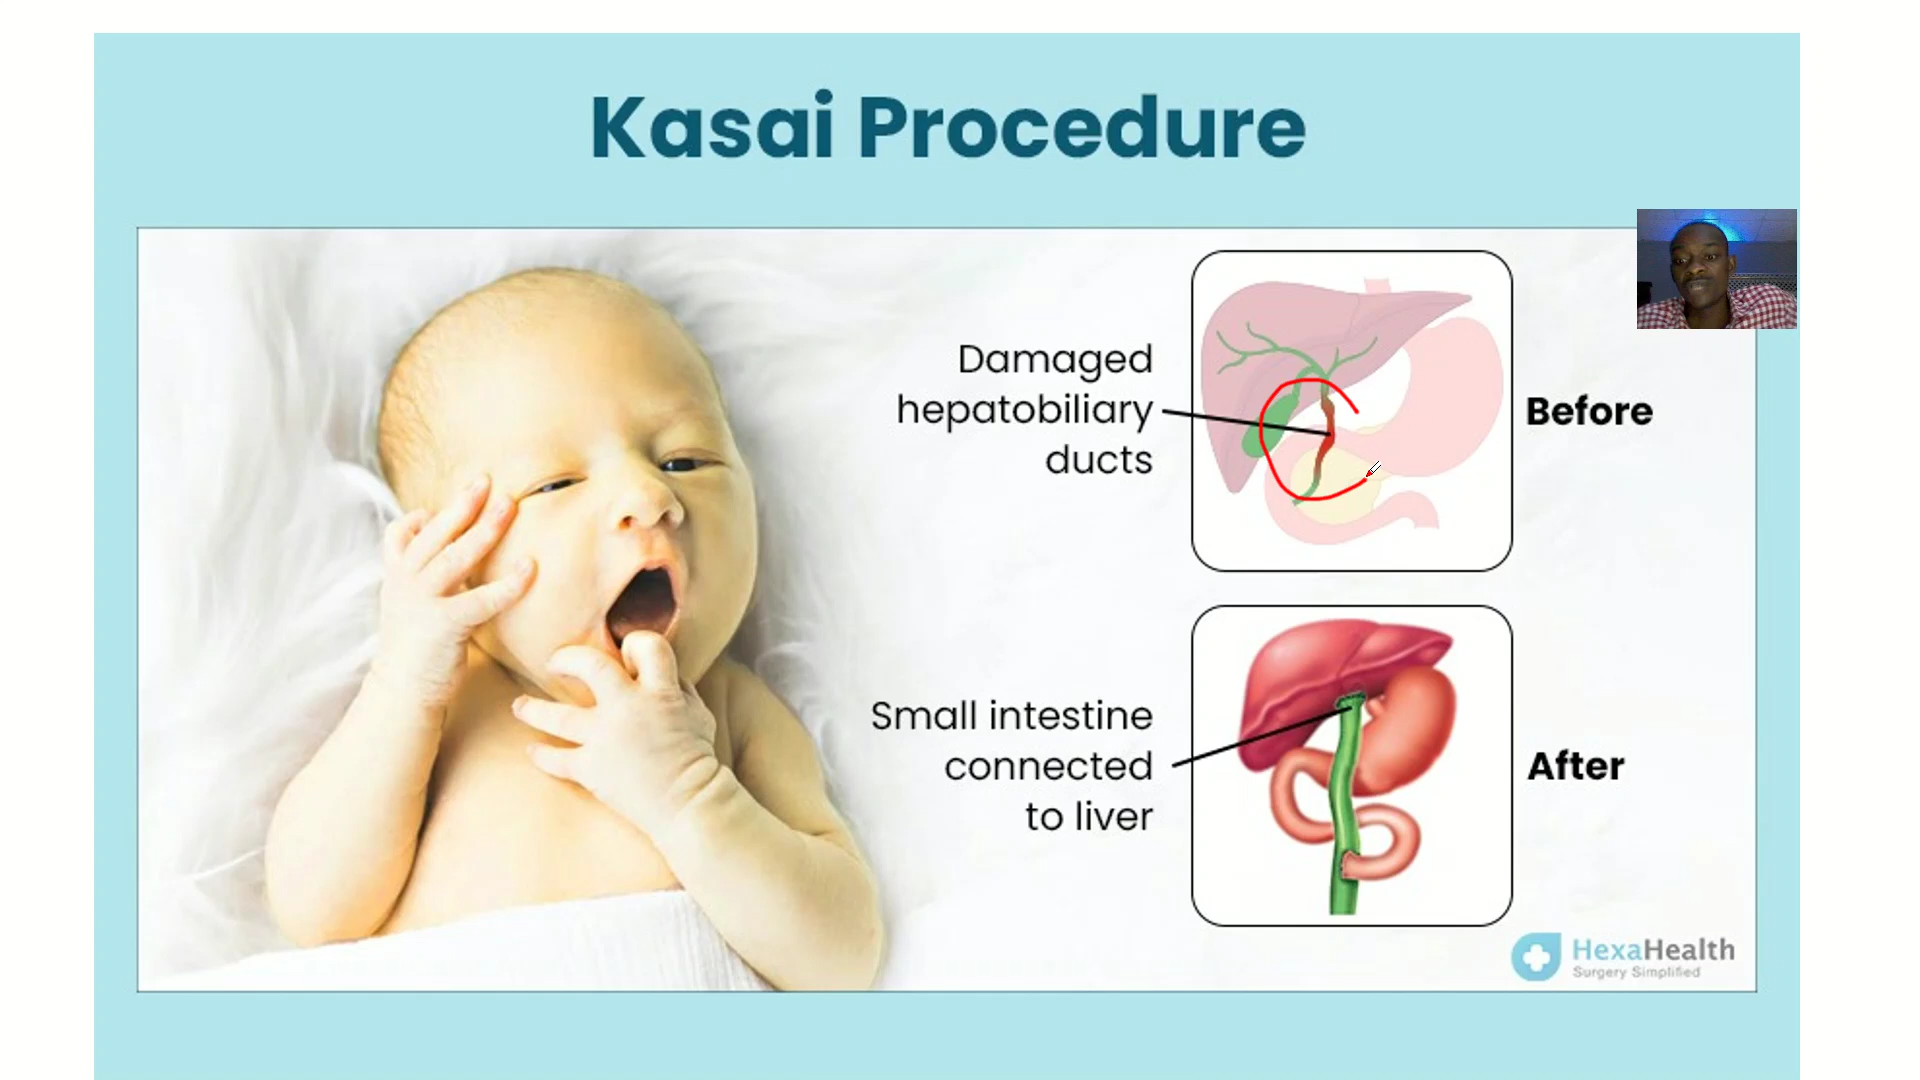 Kasai Procedure
Damaged
hepatobiliary
ducts
Before
Small intestine
connected
to liver
After
HexaHealth
Surgery Simplified